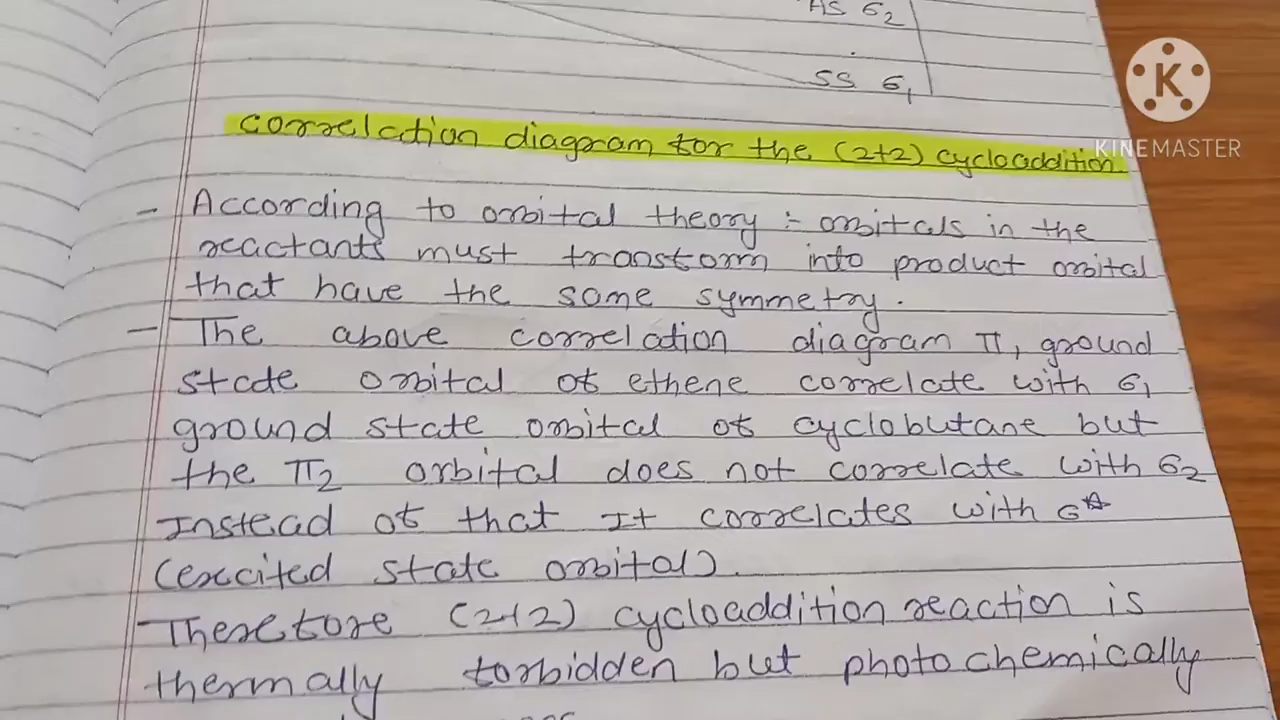 AS σ2
SS σ1
K
KINEMASTER
correlation diagram for the (2+2) cycloaddition
- According to orbital theory :- orbitals in the
reactants must transform into product orbital
that have the same symmetry.
- The above correlation diagram π, ground
state orbital of ethene correlate with σ1
ground state orbital of cyclobutane but
the π2 orbital does not correlate with σ2
Instead of that It correlates with σ*
(excited state orbital).
- Therefore (2+2) cycloaddition reaction is
thermally forbidden but photochemically